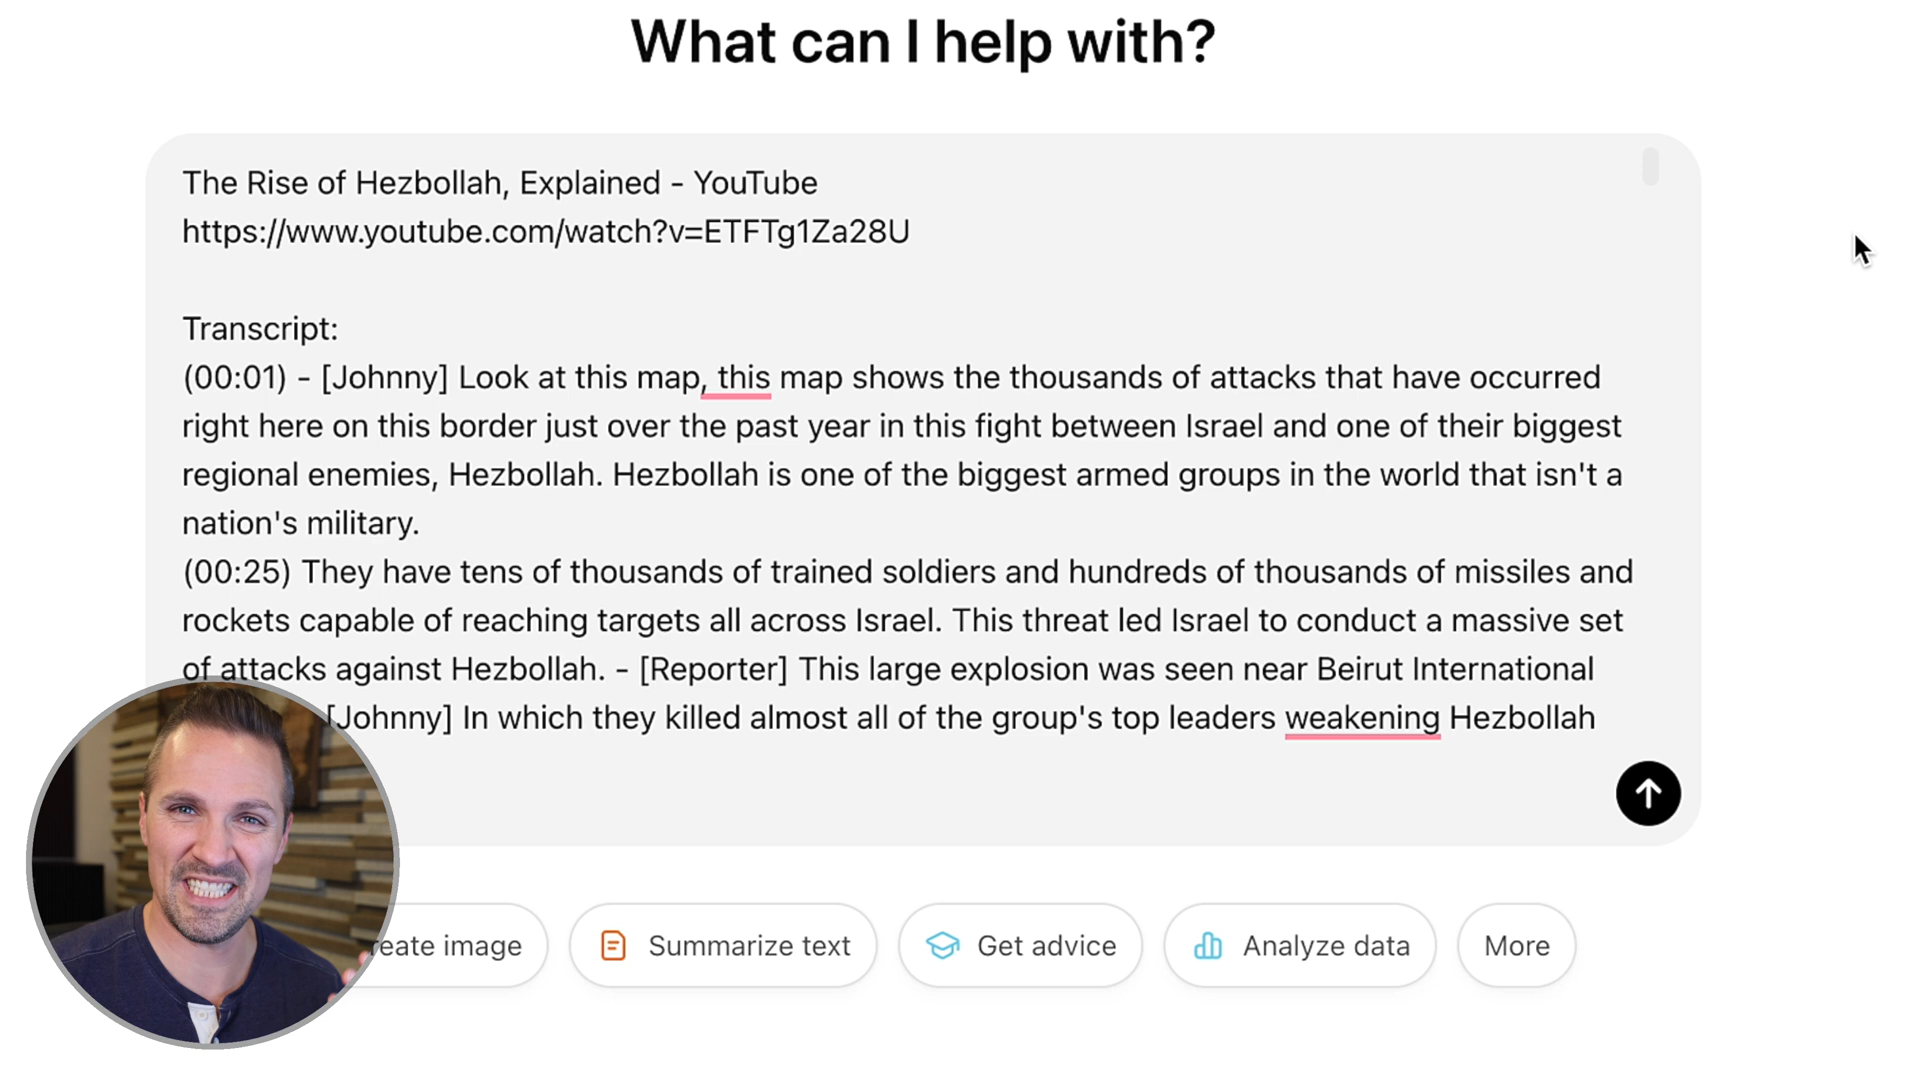 What can I help with?
The Rise of Hezbollah, Explained - YouTube
https://www.youtube.com/watch?v=ETFTg1Za28U
Transcript:
(00:01) - [Johnny] Look at this map, this map shows the thousands of attacks that have occurred
right here on this border just over the past year in this fight between Israel and one of their biggest
regional enemies, Hezbollah. Hezbollah is one of the biggest armed groups in the world that isn't a
nation's military.
(00:25) They have tens of thousands of trained soldiers and hundreds of thousands of missiles and
rockets capable of reaching targets all across Israel. This threat led Israel to conduct a massive set
of attacks against Hezbollah. - [Reporter] This large explosion was seen near Beirut International
[Johnny] In which they killed almost all of the group's top leaders weakening Hezbollah
image
Summarize text
Get advice
Analyze data
More